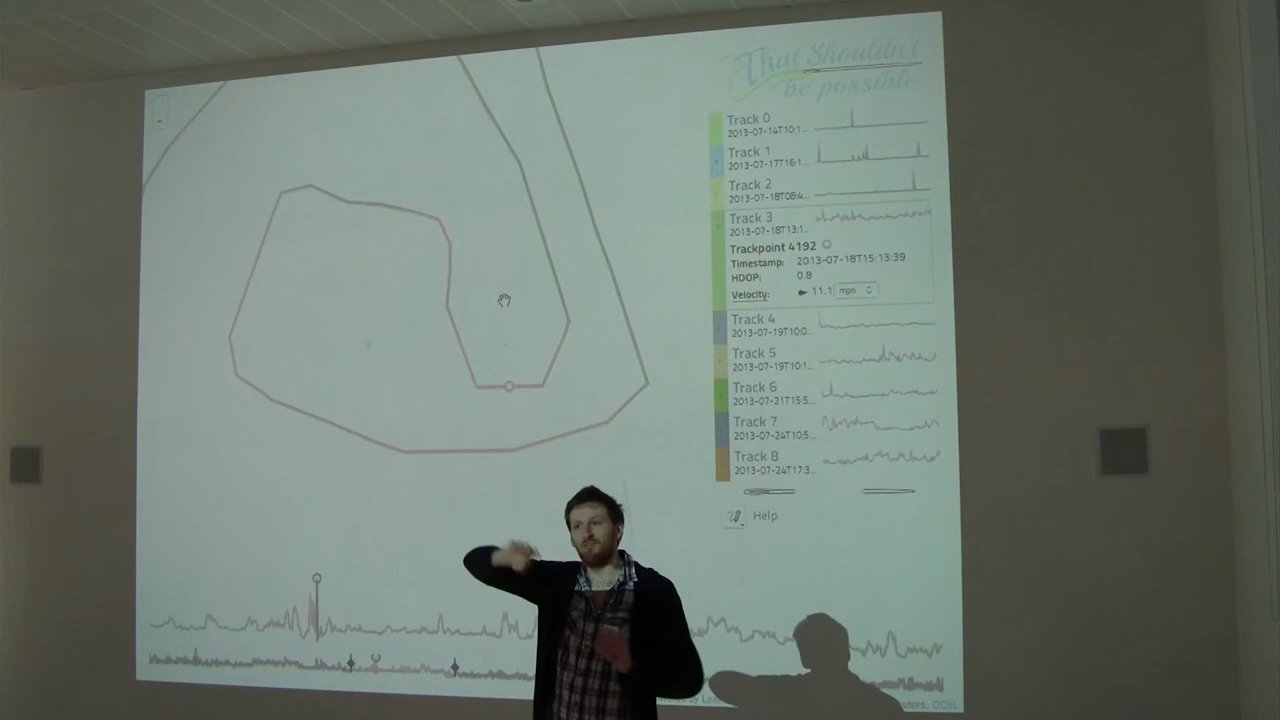 That Shouldn't
be possible
Track 0
2013-07-14T10:1...
Track 1
2013-07-17T16:1...
Track 2
2013-07-18T08:4...
Track 3
2013-07-18T13:1...
Trackpoint 4192
Timestamp: 2013-07-18T15:13:39
HDOP: 0.8
Velocity: 11.1 mph
Track 4
2013-07-19T10:0...
Track 5
2013-07-19T10:1...
Track 6
2013-07-21T15:5...
Track 7
2013-07-24T10:5...
Track 8
2013-07-24T17:3...
Help